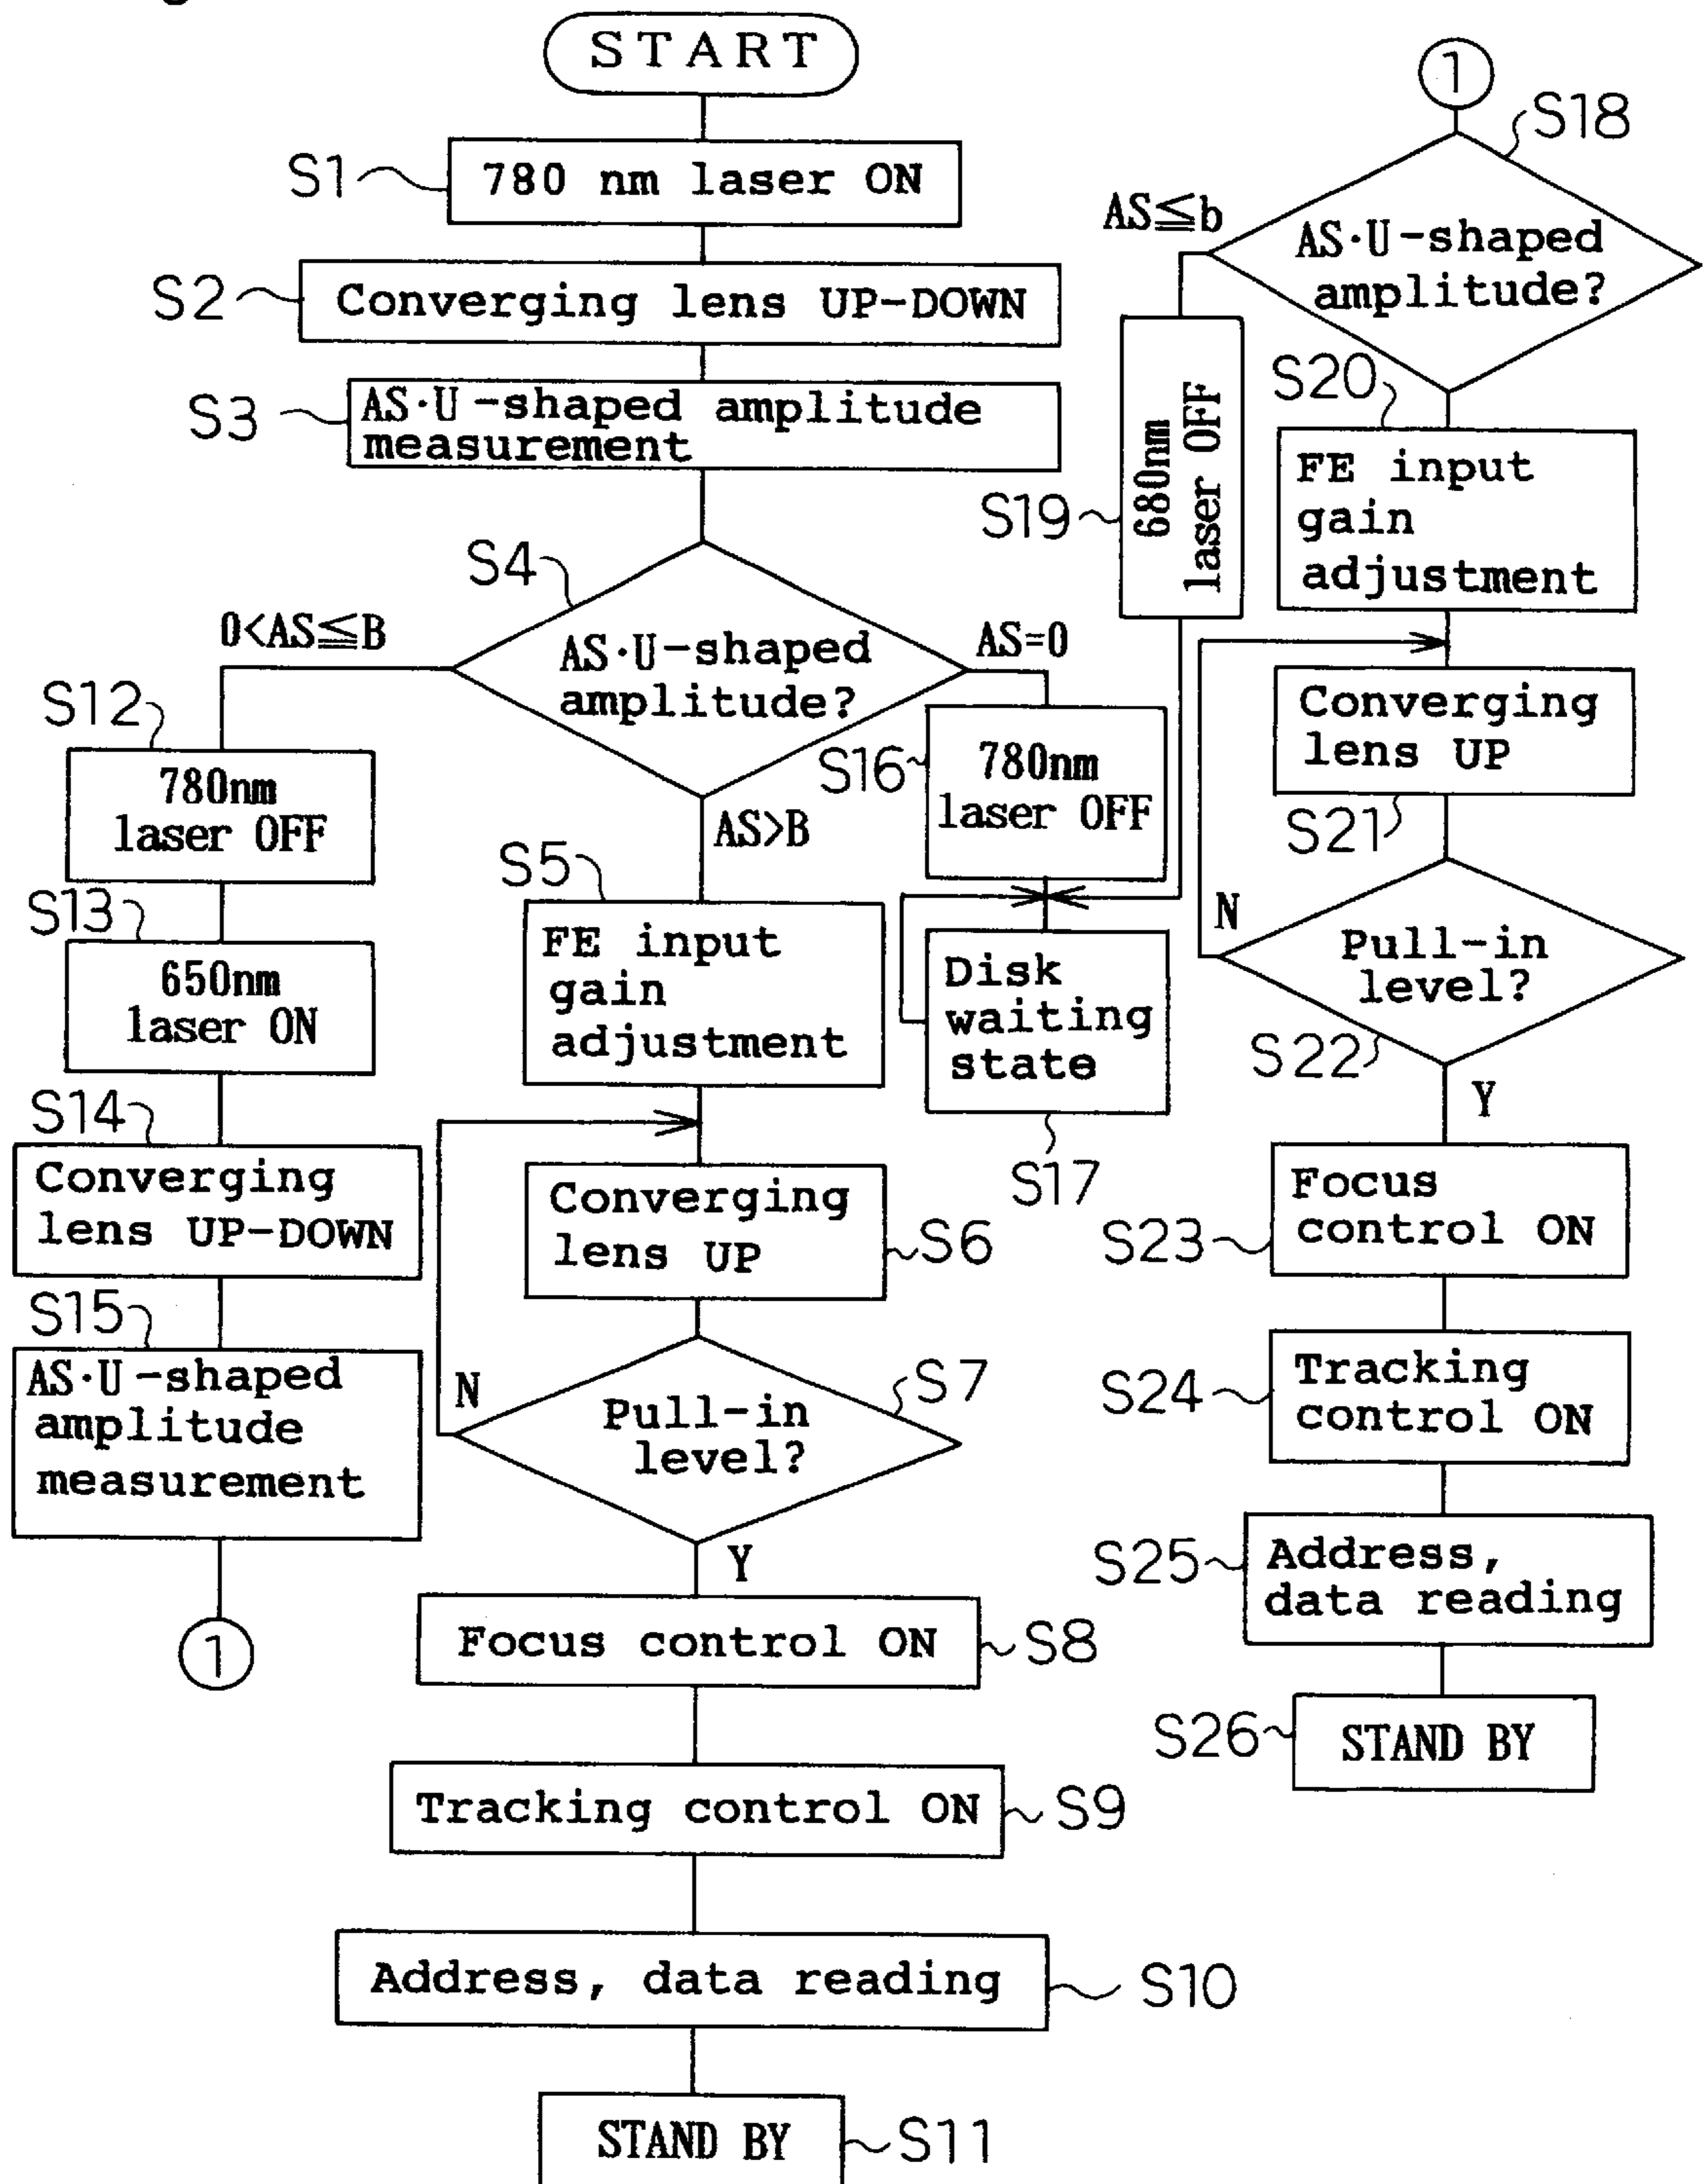 START
S1
780 nm laser ON
S2
Converging lens UP-DOWN
S3
AS·U-shaped amplitude
measurement
S4
AS·U-shaped
amplitude?
0<AS≦B
AS=0
AS>B
S12
780nm
laser OFF
S13
650nm
laser ON
S14
Converging
lens UP-DOWN
S15
AS·U-shaped
amplitude
measurement
1
S5
FE input
gain
adjustment
Converging
lens UP
S6
S7
Pull-in
level?
N
Y
Focus control ON
S8
Tracking control ON
S9
Address, data reading
S10
STAND BY
S11
S16
780nm
laser OFF
Disk
waiting
state
S17
1
S18
AS·U-shaped
amplitude?
AS≦b
S19
680nm
laser OFF
S20
FE input
gain
adjustment
Converging
lens UP
S21
N
Pull-in
level?
S22
Y
Focus
control ON
S23
Tracking
control ON
S24
Address,
data reading
S25
STAND BY
S26